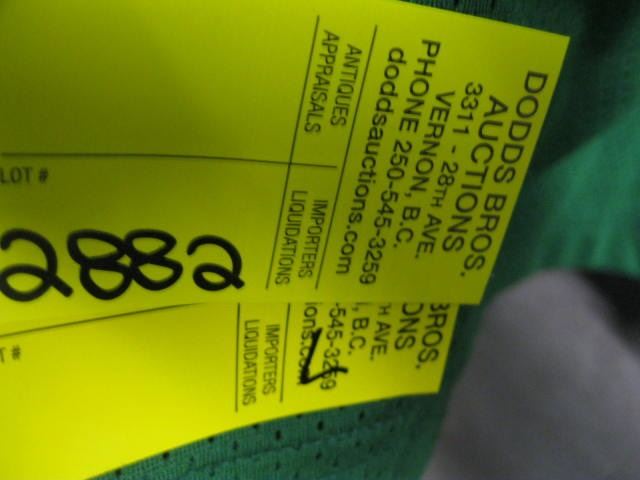 DODDS BROS.
AUCTIONS
3311 - 28TH AVE.
VERNON, B.C.
PHONE 250-545-3259
doddsauctions.com
ANTIQUES IMPORTERS
APPRAISALS LIQUIDATIONS
LOT #
2882
BROS.
ONS
H AVE.
, B.C.
-545-3259
ions.com
IMPORTERS
LIQUIDATIONS
T #